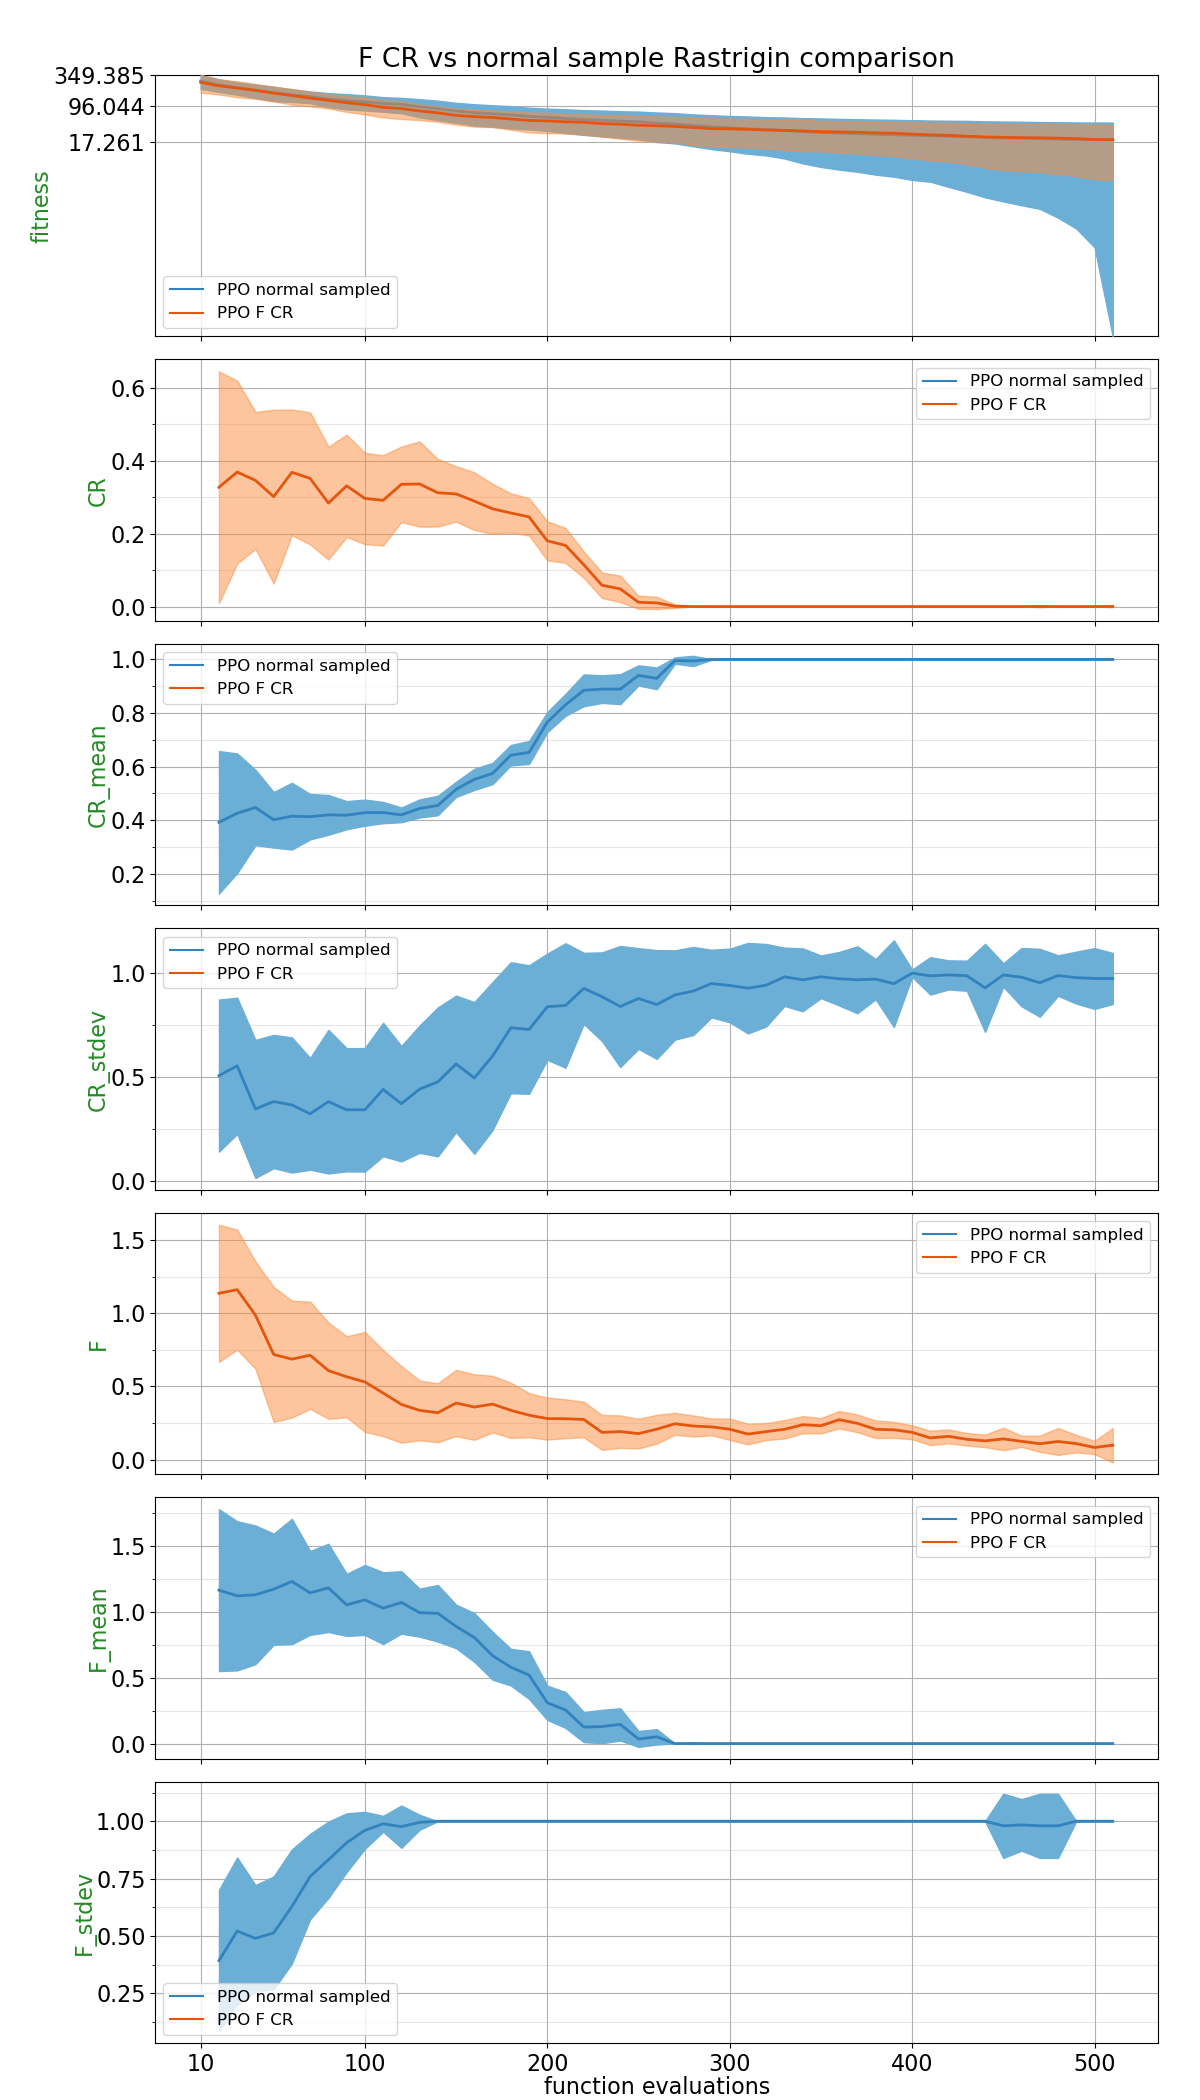 F CR vs normal sample Rastrigin comparison
349.385
96.044
17.261
fitness
PPO normal sampled
PPO F CR
0.6
0.4
0.2
0.0
CR
PPO normal sampled
PPO F CR
1.0
0.8
0.6
0.4
0.2
CR_mean
PPO normal sampled
PPO F CR
1.0
0.5
0.0
CR_stdev
PPO normal sampled
PPO F CR
1.5
1.0
0.5
0.0
F
PPO normal sampled
PPO F CR
1.5
1.0
0.5
0.0
F_mean
PPO normal sampled
PPO F CR
1.00
0.75
0.50
0.25
F_stdev
PPO normal sampled
PPO F CR
10 100 200 300 400 500
function evaluations